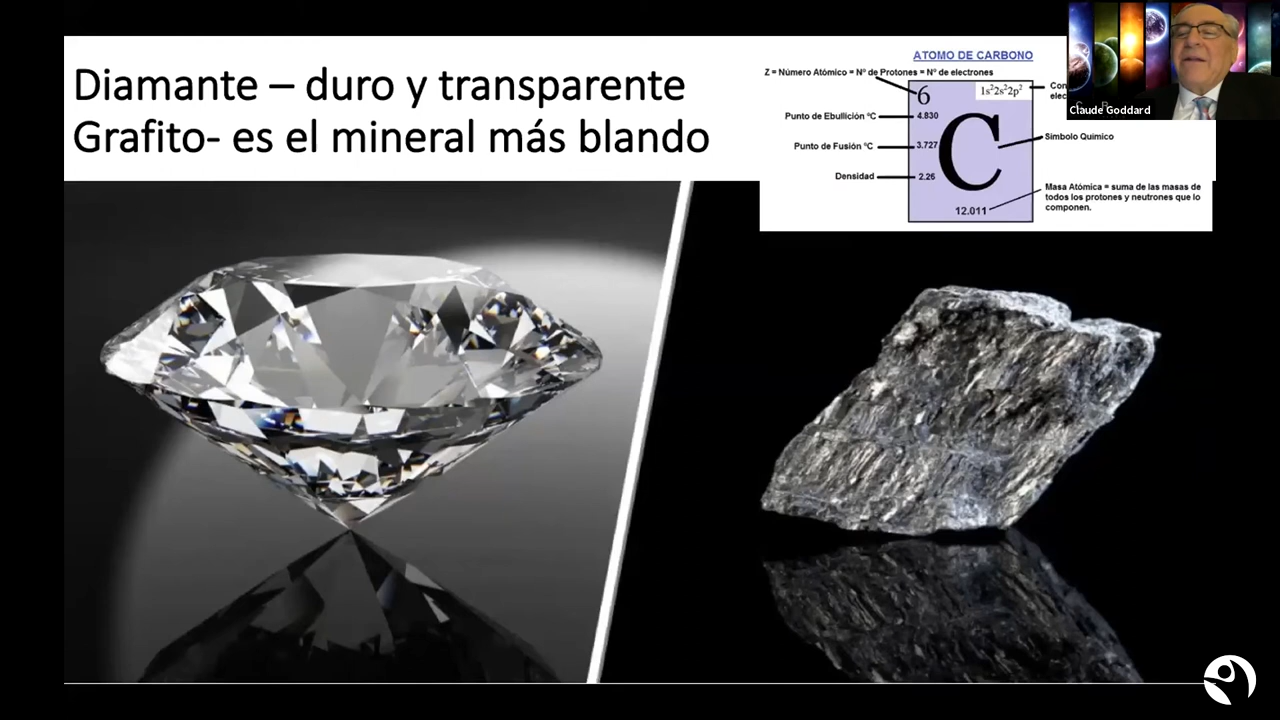 Diamante – duro y transparente
Grafito- es el mineral más blando
ATOMO DE CARBONO
Z = Número Atómico = Nº de Protones = Nº de electrones
6
1s²2s²2p²
Punto de Ebullición ºC
4.830
Punto de Fusión ºC
3.727
Densidad
2.26
C
Símbolo Químico
12.011
Masa Atómica = suma de las masas de
todos los protones y neutrones que lo
componen.
Claude Goddard